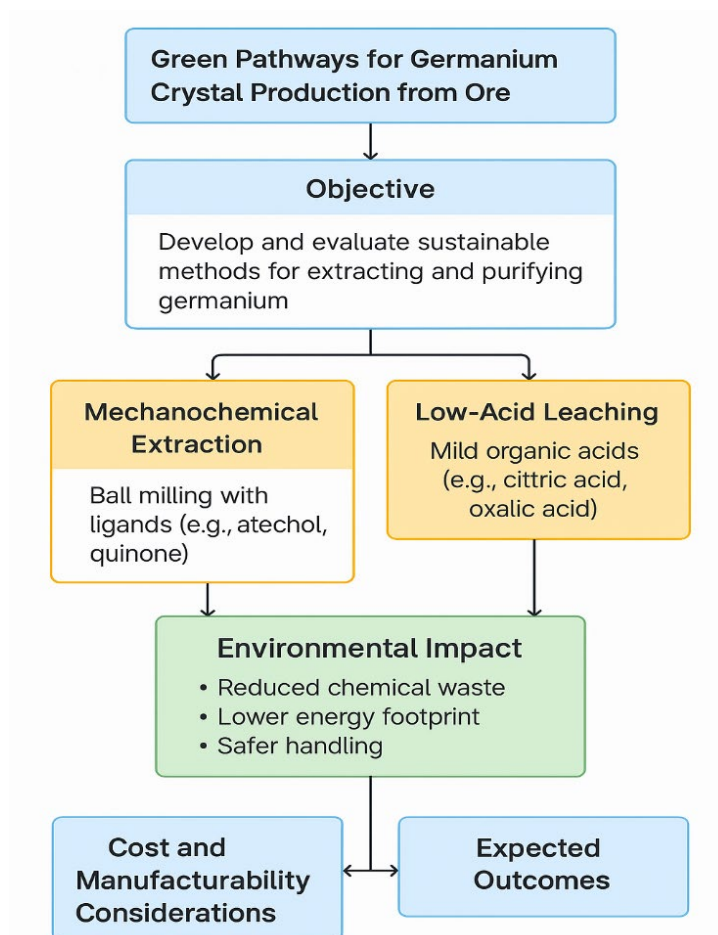 Green Pathways for Germanium
Crystal Production from Ore
Objective
Develop and evaluate sustainable
methods for extracting and purifying
germanium
Mechanochemical
Extraction
Ball milling with
ligands (e.g., atechol,
quinone)
Low-Acid Leaching
Mild organic acids
(e.g., cittric acid,
oxalic acid)
Environmental Impact
• Reduced chemical waste
• Lower energy footprint
• Safer handling
Cost and
Manufacturability
Considerations
Expected
Outcomes